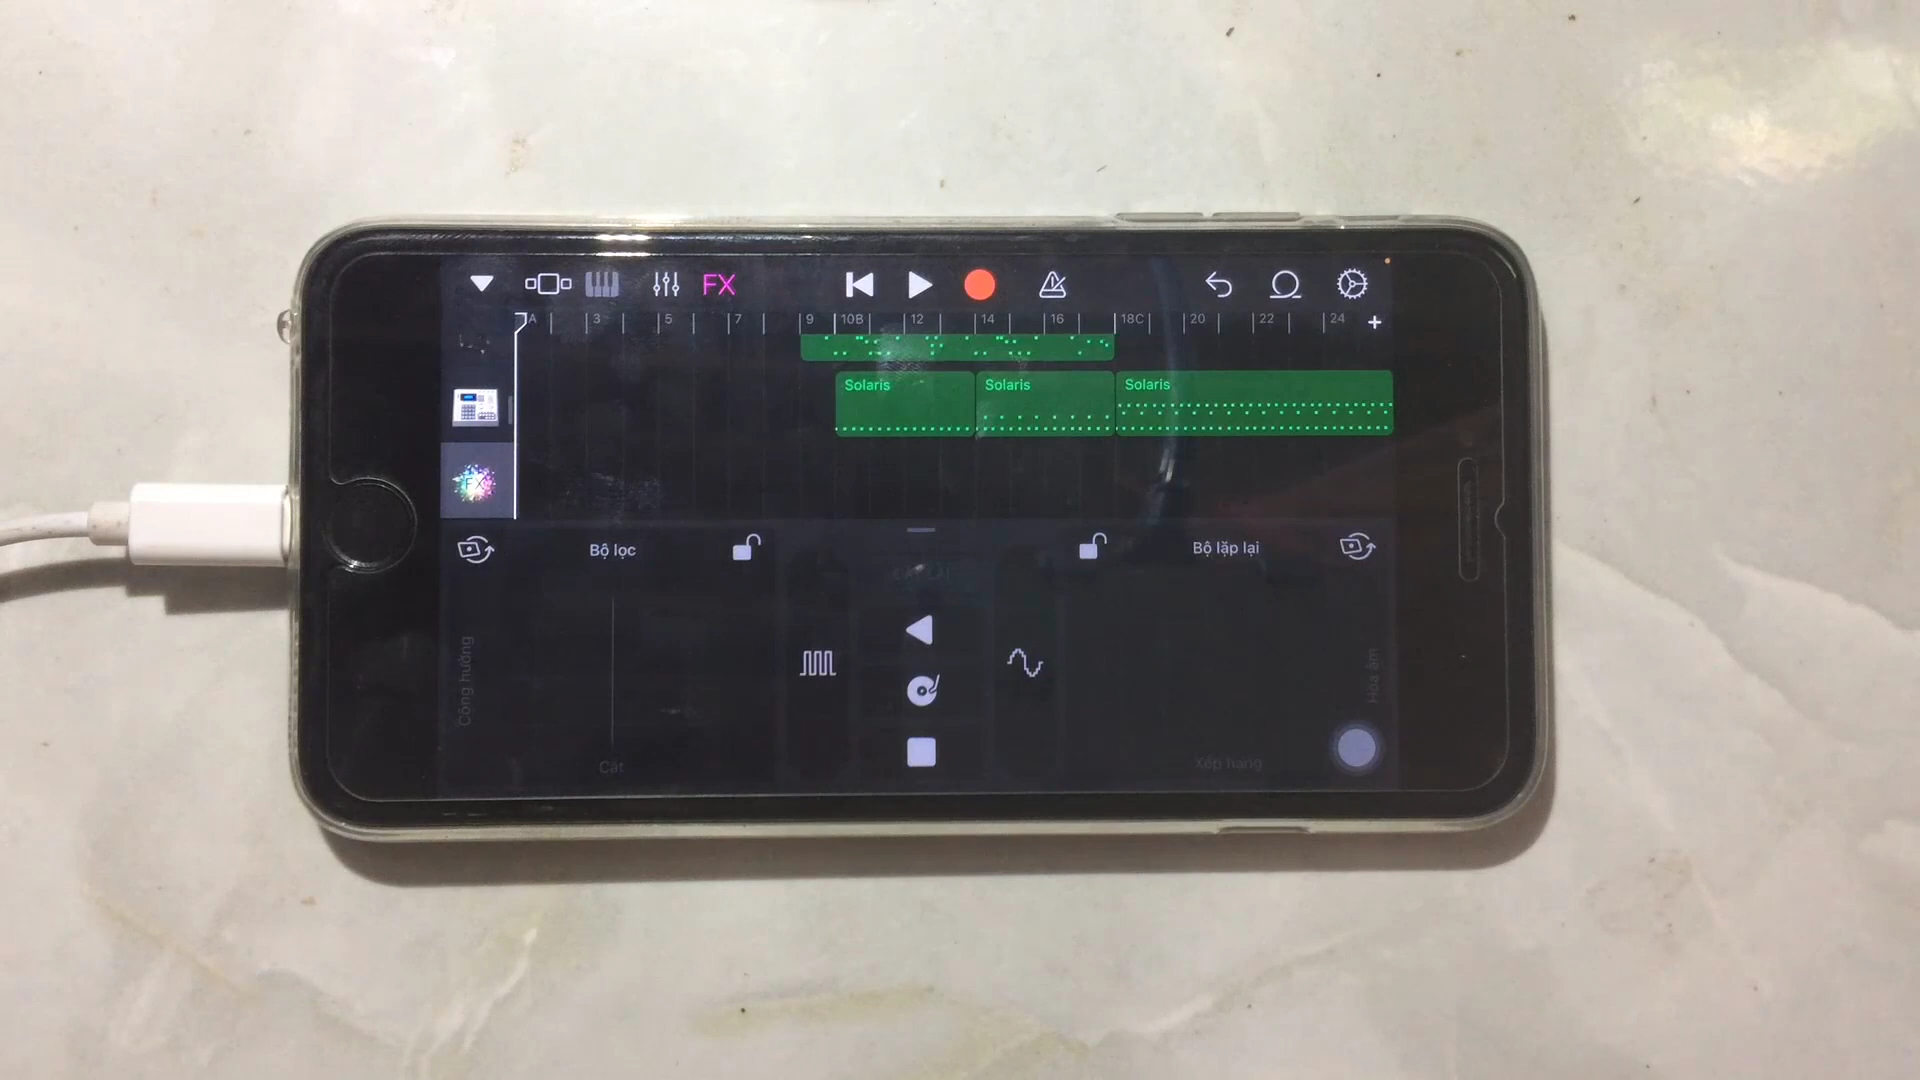 FX
A 3 5 7 9 10B 12 14 16 18C 20 22 24 +
Solaris Solaris Solaris
FX
Bộ lọc Bộ lặp lại
Cộng hưởng
Hòa âm
Cắt Xếp hạng